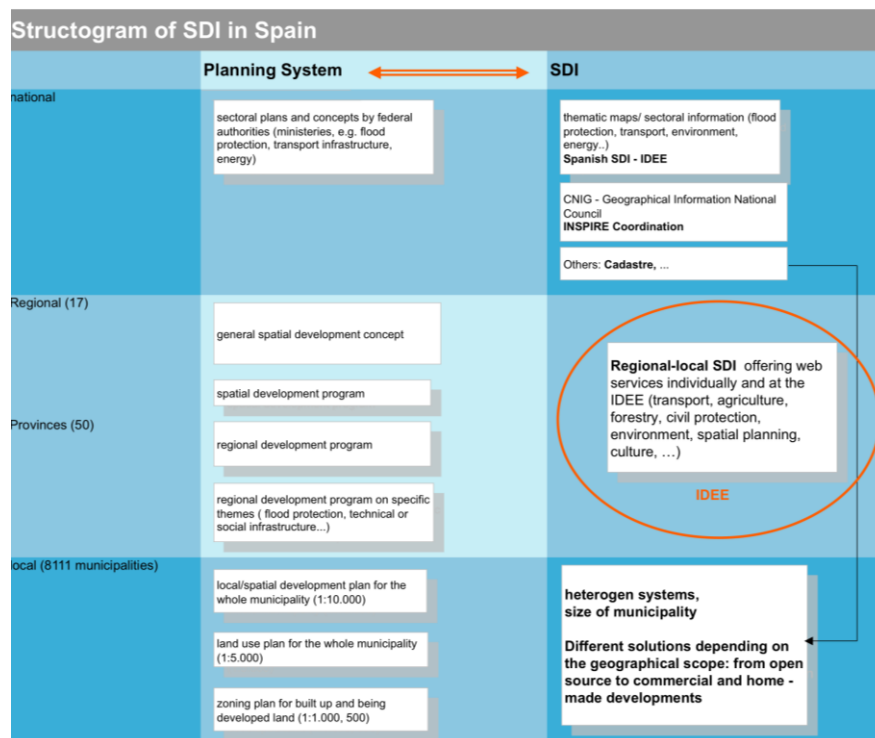 Structogram of SDI in Spain
Planning System
SDI
national
sectoral plans and concepts by federal
authorities (ministeries, e.g. flood
protection, transport infrastructure,
energy)
thematic maps/ sectoral information (flood
protection, transport, environment,
energy..)
Spanish SDI - IDEE
CNIG - Geographical Information National
Council
INSPIRE Coordination
Others: Cadastre, ...
Regional (17)
general spatial development concept
spatial development program
Provinces (50)
regional development program
regional development program on specific
themes ( flood protection, technical or
social infrastructure...)
Regional-local SDI offering web
services individually and at the
IDEE (transport, agriculture,
forestry, civil protection,
environment, spatial planning,
culture, …)
IDEE
local (8111 municipalities)
local/spatial development plan for the
whole municipality (1:10.000)
land use plan for the whole municipality
(1:5.000)
zoning plan for built up and being
developed land (1:1.000, 500)
heterogen systems,
size of municipality
Different solutions depending on
the geographical scope: from open
source to commercial and home -
made developments